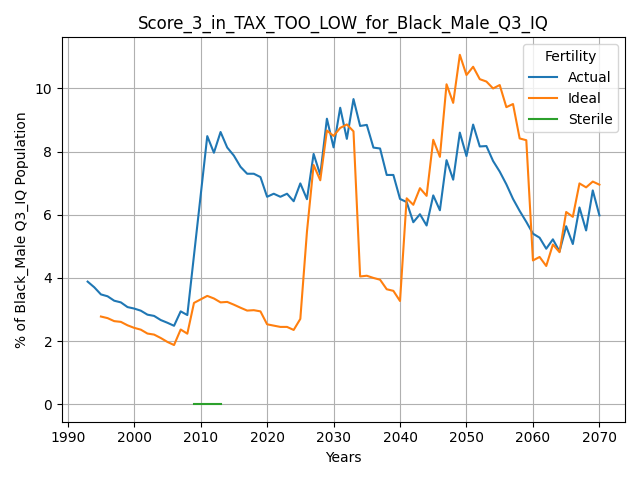 Score_3_in_TAX_TOO_LOW_for_Black_Male_Q3_IQ
Fertility
Actual
Ideal
Sterile
% of Black_Male Q3_IQ Population
10
8
6
4
2
0
1990 2000 2010 2020 2030 2040 2050 2060 2070
Years